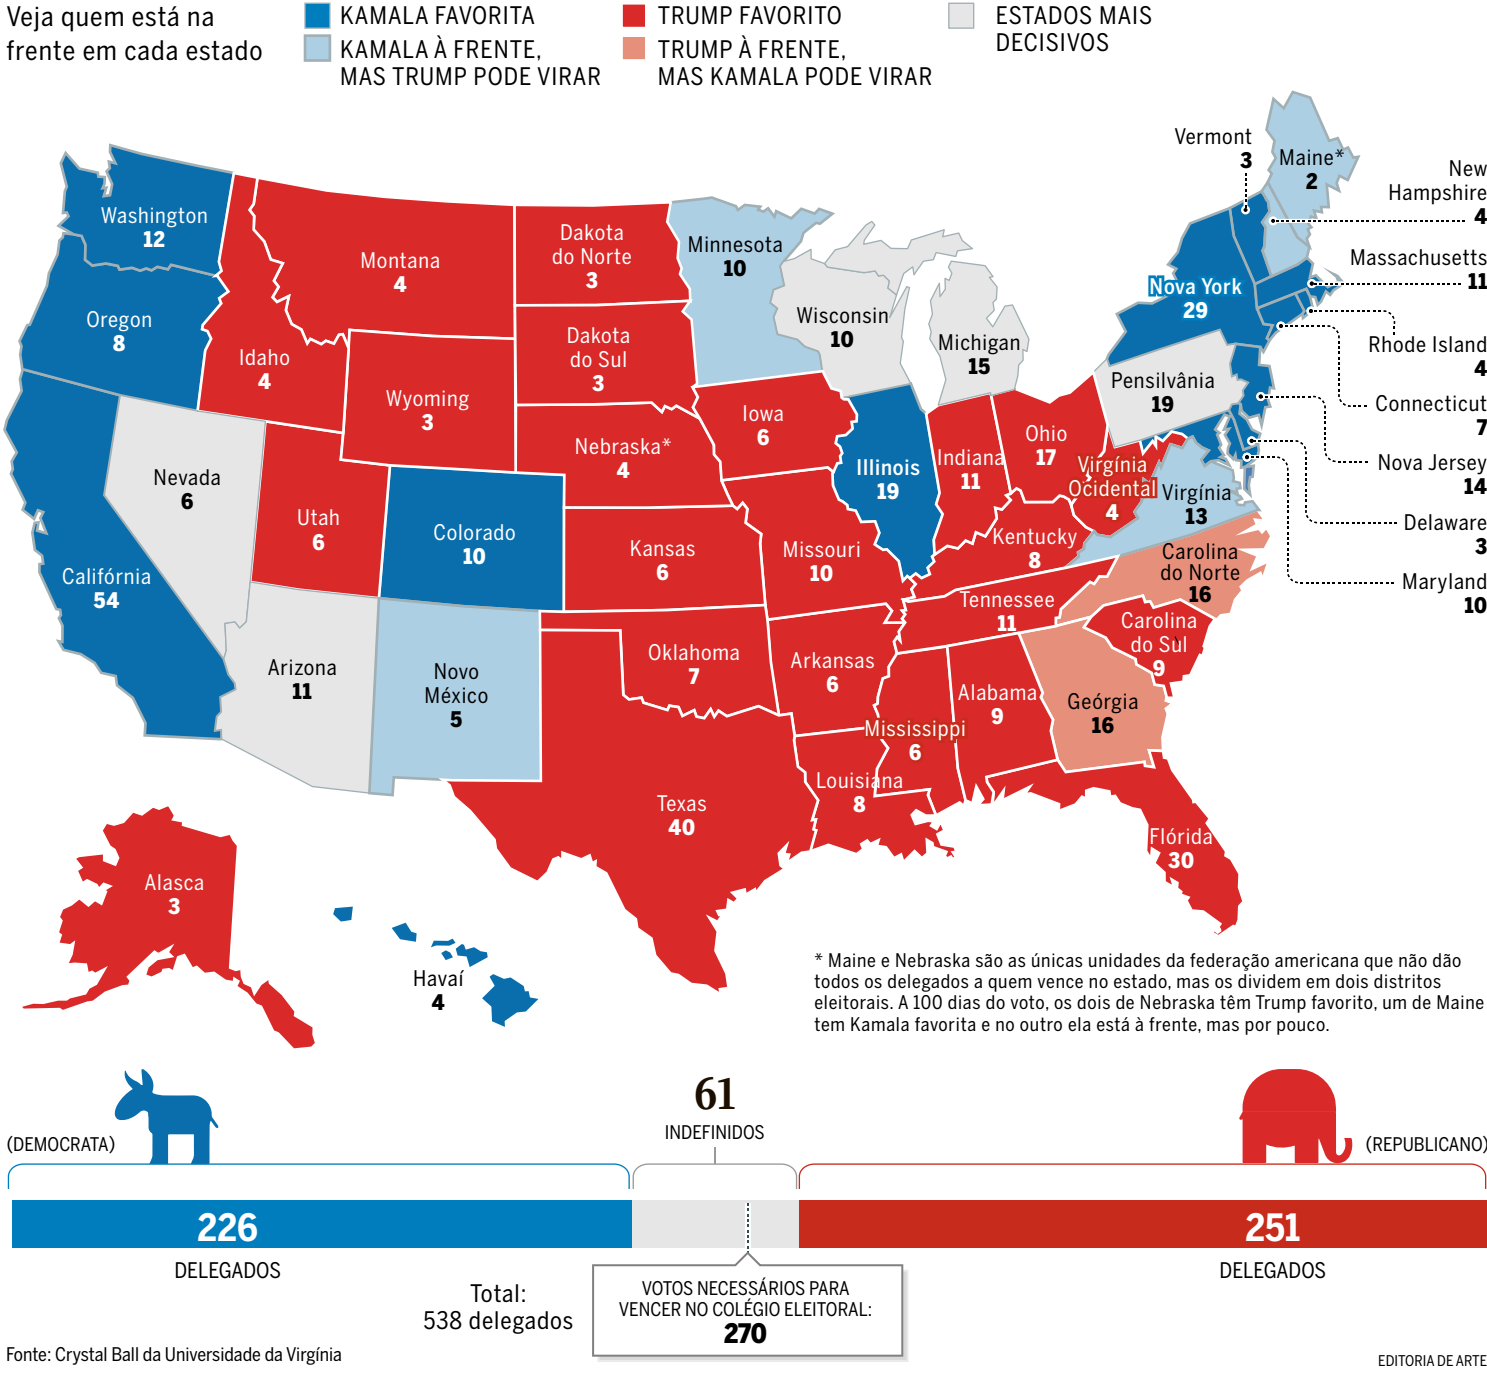 Veja quem está na
frente em cada estado
KAMALA FAVORITA
KAMALA À FRENTE,
MAS TRUMP PODE VIRAR
TRUMP FAVORITO
TRUMP À FRENTE,
MAS KAMALA PODE VIRAR
ESTADOS MAIS
DECISIVOS
Washington
12
Oregon
8
Califórnia
54
Nevada
6
Idaho
4
Montana
4
Wyoming
3
Utah
6
Colorado
10
Arizona
11
Novo
México
5
Dakota
do Norte
3
Dakota
do Sul
3
Nebraska*
4
Kansas
6
Oklahoma
7
Texas
40
Minnesota
10
Iowa
6
Missouri
10
Arkansas
6
Louisiana
8
Wisconsin
10
Illinois
19
Michigan
15
Indiana
11
Ohio
17
Kentucky
8
Tennessee
11
Mississippi
6
Alabama
9
Geórgia
16
Flórida
30
Carolina
do Sul
9
Carolina
do Norte
16
Virgínia
13
Virgínia
Ocidental
4
Pensilvânia
19
Nova York
29
Vermont
3
Maine*
2
New
Hampshire
4
Massachusetts
11
Rhode Island
4
Connecticut
7
Nova Jersey
14
Delaware
3
Maryland
10
Alasca
3
Havaí
4
* Maine e Nebraska são as únicas unidades da federação americana que não dão
todos os delegados a quem vence no estado, mas os dividem em dois distritos
eleitorais. A 100 dias do voto, os dois de Nebraska têm Trump favorito, um de Maine
tem Kamala favorita e no outro ela está à frente, mas por pouco.
(DEMOCRATA)
61
INDEFINIDOS
(REPUBLICANO)
226
DELEGADOS
251
DELEGADOS
Total:
538 delegados
VOTOS NECESSÁRIOS PARA
VENCER NO COLÉGIO ELEITORAL:
270
Fonte: Crystal Ball da Universidade da Virgínia
EDITORIA DE ARTE